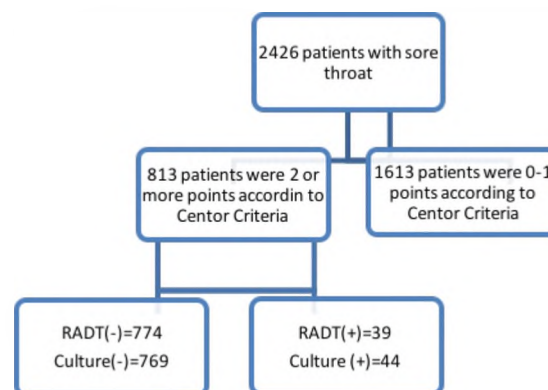 2426 patients with sore
throat
813 patients were 2 or
more points accordin to
Centor Criteria
1613 patients were 0-1
points according to
Centor Criteria
RADT(-)=774
Culture(-)=769
RADT(+)=39
Culture (+)=44